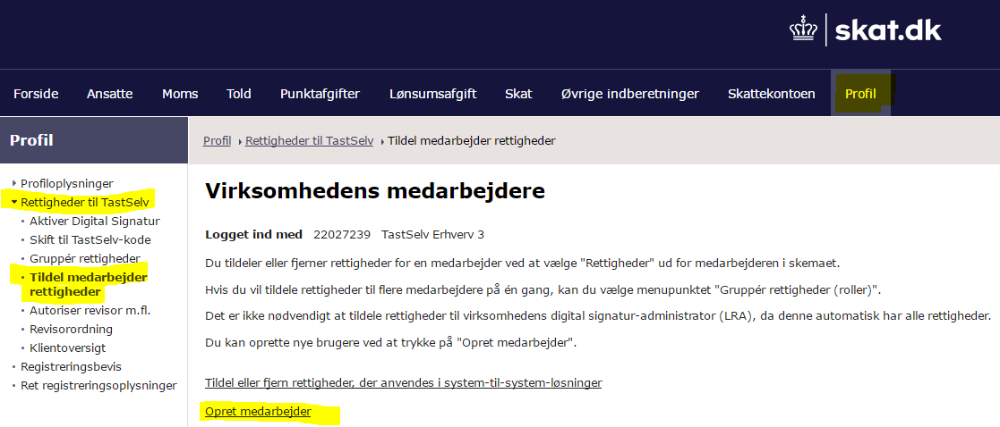 skat.dk
Forside Ansatte Moms Told Punktafgifter Lønsumsafgift Skat Øvrige indberetninger Skattekontoen Profil
Profil
Profil Rettigheder til TastSelv Tildel medarbejder rettigheder
Profiloplysninger
Rettigheder til TastSelv
Aktiver Digital Signatur
Skift til TastSelv-kode
Gruppér rettigheder
Tildel medarbejder
rettigheder
Autoriser revisor m.fl.
Revisorordning
Klientoversigt
Registreringsbevis
Ret registreringsoplysninger
Virksomhedens medarbejdere
Logget ind med 22027239 TastSelv Erhverv 3
Du tildeler eller fjerner rettigheder for en medarbejder ved at vælge "Rettigheder" ud for medarbejderen i skemaet.
Hvis du vil tildele rettigheder til flere medarbejdere på én gang, kan du vælge menupunktet "Gruppér rettigheder (roller)".
Det er ikke nødvendigt at tildele rettigheder til virksomhedens digital signatur-administrator (LRA), da denne automatisk har alle rettigheder.
Du kan oprette nye brugere ved at trykke på "Opret medarbejder".
Tildel eller fjern rettigheder, der anvendes i system-til-system-løsninger
Opret medarbejder